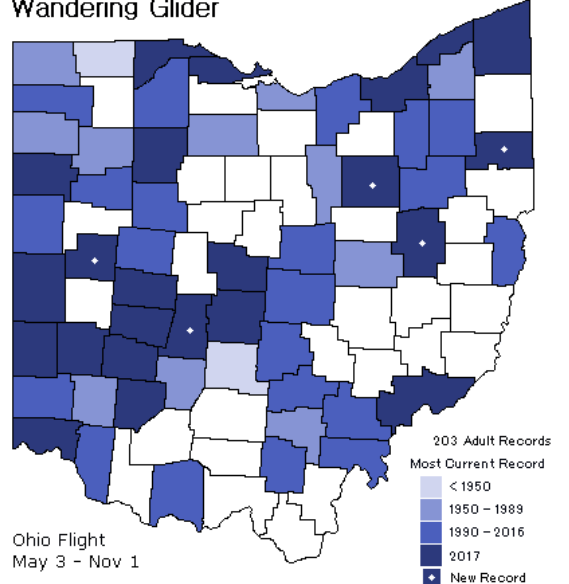 Wandering Glider
203 Adult Records
Most Current Record
< 1950
1950 - 1989
1990 - 2016
2017
New Record
Ohio Flight
May 3 - Nov 1